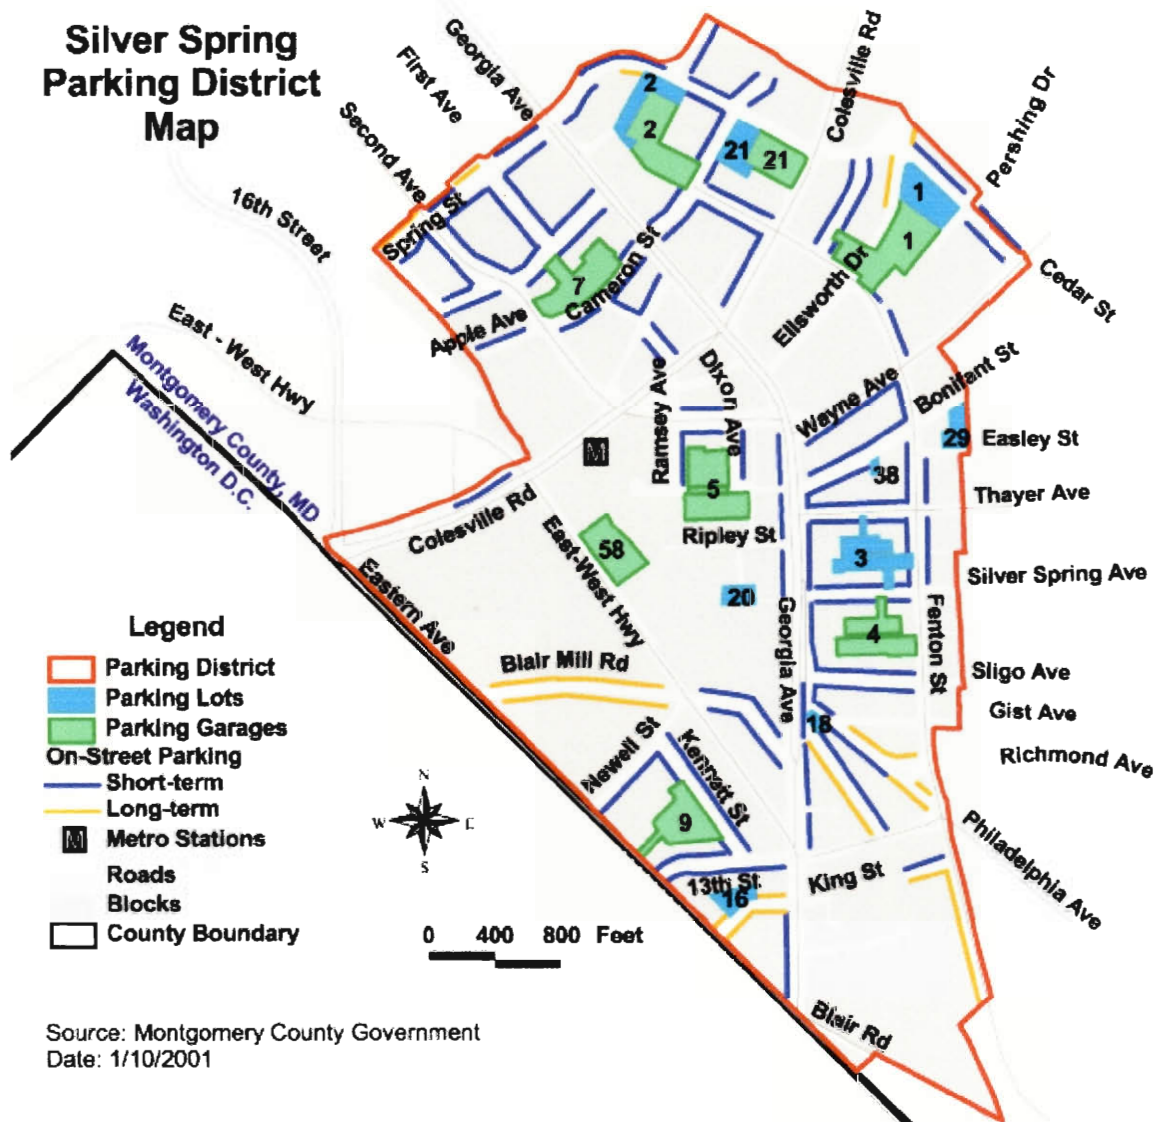 Silver Spring
Parking District
Map
Georgia Ave
First Ave
Second Ave
Spring St
16th Street
East - West Hwy
Montgomery County, MD
Washington D.C.
Colesville Rd
Pershing Dr
Cedar St
Ellsworth Dr
Cameron St
Apple Ave
2
2
21
21
1
1
7
Dixon Ave
Ramsey Ave
Wayne Ave
Bonifant St
29
Easley St
38
Thayer Ave
M
5
Ripley St
Colesville Rd
58
East-West Hwy
3
Silver Spring Ave
20
Georgia Ave
Fenton St
4
Eastern Ave
Blair Mill Rd
Sligo Ave
Gist Ave
18
Richmond Ave
Newell St
Kennett St
9
Philadelphia Ave
13th St
16
King St
Blair Rd
Legend
Parking District
Parking Lots
Parking Garages
On-Street Parking
Short-term
Long-term
M Metro Stations
Roads
Blocks
County Boundary
N
W E
S
0 400 800 Feet
Source: Montgomery County Government
Date: 1/10/2001